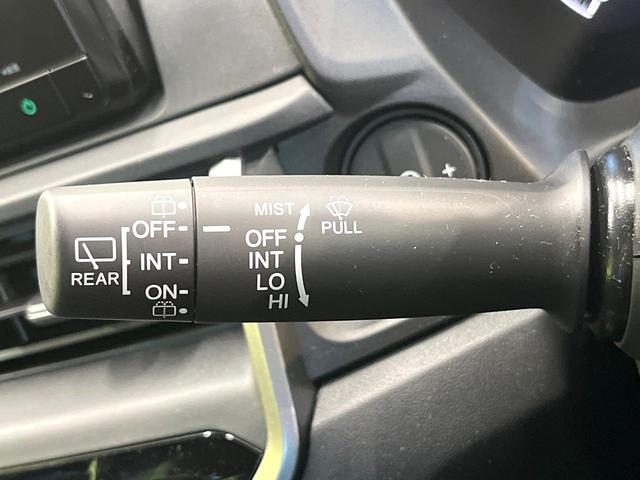 REAR
OFF
INT
ON
MIST
OFF
INT
LO
HI
PULL
+